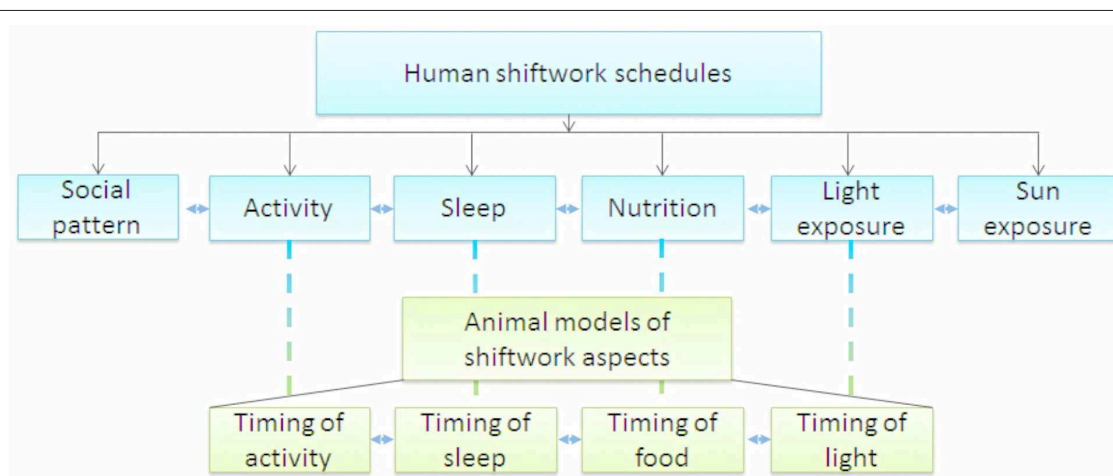 Human shiftwork schedules
Social
pattern
Activity
Sleep
Nutrition
Light
exposure
Sun
exposure
Animal models of
shiftwork aspects
Timing of
activity
Timing of
sleep
Timing of
food
Timing of
light